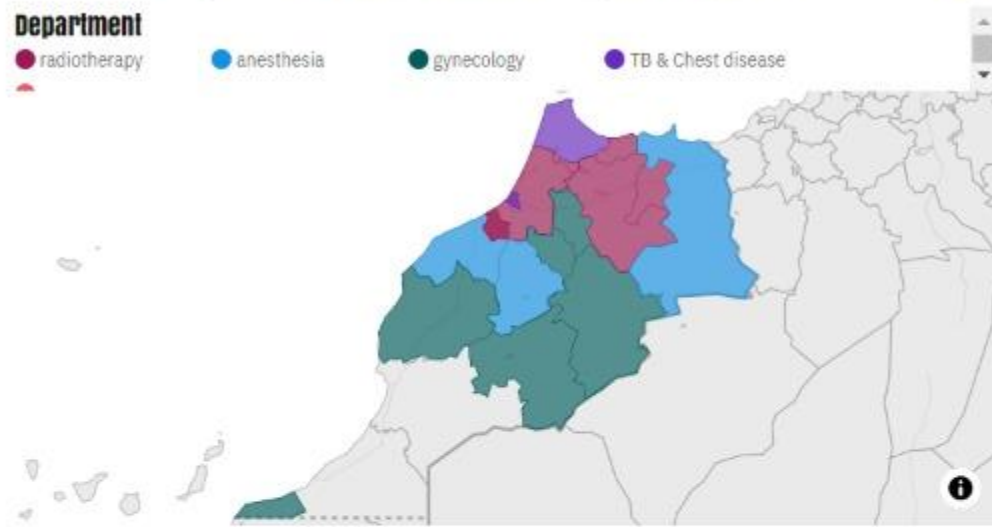 Department
radiotherapy
anesthesia
gynecology
TB & Chest disease